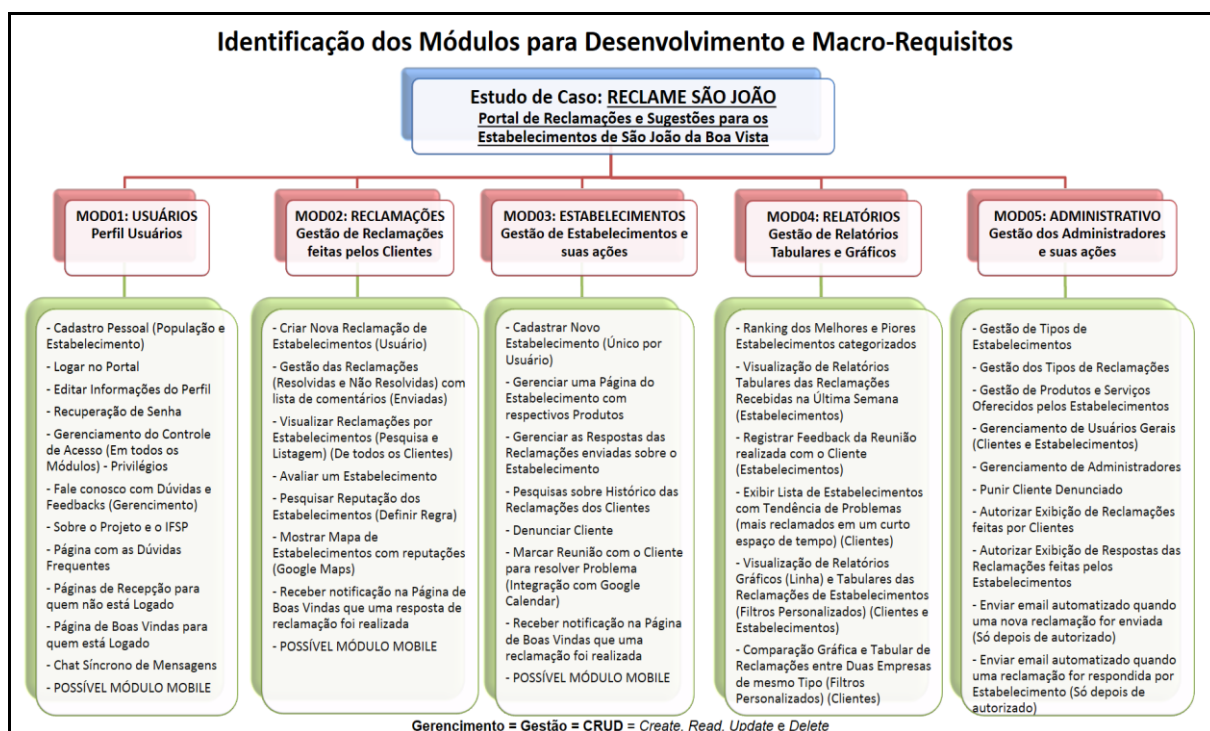 Identificação dos Módulos para Desenvolvimento e Macro-Requisitos
Estudo de Caso: RECLAME SÃO JOÃO
Portal de Reclamações e Sugestões para os
Estabelecimentos de São João da Boa Vista
MOD01: USUÁRIOS
Perfil Usuários
MOD02: RECLAMAÇÕES
Gestão de Reclamações
feitas pelos Clientes
MOD03: ESTABELECIMENTOS
Gestão de Estabelecimentos e
suas ações
MOD04: RELATÓRIOS
Gestão de Relatórios
Tabulares e Gráficos
MOD05: ADMINISTRATIVO
Gestão dos Administradores
e suas ações
- Cadastro Pessoal (População e
Estabelecimento)
- Logar no Portal
- Editar Informações do Perfil
- Recuperação de Senha
- Gerenciamento do Controle
de Acesso (Em todos os
Módulos) - Privilégios
- Fale conosco com Dúvidas e
Feedbacks (Gerencimento)
- Sobre o Projeto e o IFSP
- Página com as Dúvidas
Frequentes
- Páginas de Recepção para
quem não está Logado
- Página de Boas Vindas para
quem está Logado
- Chat Síncrono de Mensagens
- POSSÍVEL MÓDULO MOBILE
- Criar Nova Reclamação de
Estabelecimentos (Usuário)
- Gestão das Reclamações
(Resolvidas e Não Resolvidas) com
lista de comentários (Enviadas)
- Visualizar Reclamações por
Estabelecimentos (Pesquisa e
Listagem) (De todos os Clientes)
- Avaliar um Estabelecimento
- Pesquisar Reputação dos
Estabelecimentos (Definir Regra)
- Mostrar Mapa de
Estabelecimentos com reputações
(Google Maps)
- Receber notificação na Página de
Boas Vindas que uma resposta de
reclamação foi realizada
- POSSÍVEL MÓDULO MOBILE
- Cadastrar Novo
Estabelecimento (Único por
Usuário)
- Gerenciar uma Página do
Estabelecimento com
respectivos Produtos
- Gerenciar as Respostas das
Reclamações enviadas sobre o
Estabelecimento
- Pesquisas sobre Histórico das
Reclamações dos Clientes
- Denunciar Cliente
- Marcar Reunião com o Cliente
para resolver Problema
(Integração com Google
Calendar)
- Receber notificação na Página
de Boas Vindas que uma
reclamação foi realizada
- POSSÍVEL MÓDULO MOBILE
- Ranking dos Melhores e Piores
Estabelecimentos categorizados
- Visualização de Relatórios
Tabulares das Reclamações
Recebidas na Última Semana
(Estabelecimentos)
- Registrar Feedback da Reunião
realizada com o Cliente
(Estabelecimentos)
- Exibir Lista de Estabelecimentos
com Tendência de Problemas
(mais reclamados em um curto
espaço de tempo) (Clientes)
- Visualização de Relatórios
Gráficos (Linha) e Tabulares das
Reclamações de Estabelecimentos
(Filtros Personalizados) (Clientes e
Estabelecimentos)
- Comparação Gráfica e Tabular de
Reclamações entre Duas Empresas
de mesmo Tipo (Filtros
Personalizados) (Clientes)
- Gestão de Tipos de
Estabelecimentos
- Gestão dos Tipos de Reclamações
- Gestão de Produtos e Serviços
Oferecidos pelos Estabelecimentos
- Gerenciamento de Usuários Gerais
(Clientes e Estabelecimentos)
- Gerenciamento de Administradores
- Punir Cliente Denunciado
- Autorizar Exibição de Reclamações
feitas por Clientes
- Autorizar Exibição de Respostas das
Reclamações feitas pelos
Estabelecimentos
- Enviar email automatizado quando
uma nova reclamação for enviada
(Só depois de autorizado)
- Enviar email automatizado quando
uma reclamação for respondida por
Estabelecimento (Só depois de
autorizado)
Gerencimento = Gestão = CRUD = Create, Read, Update e Delete